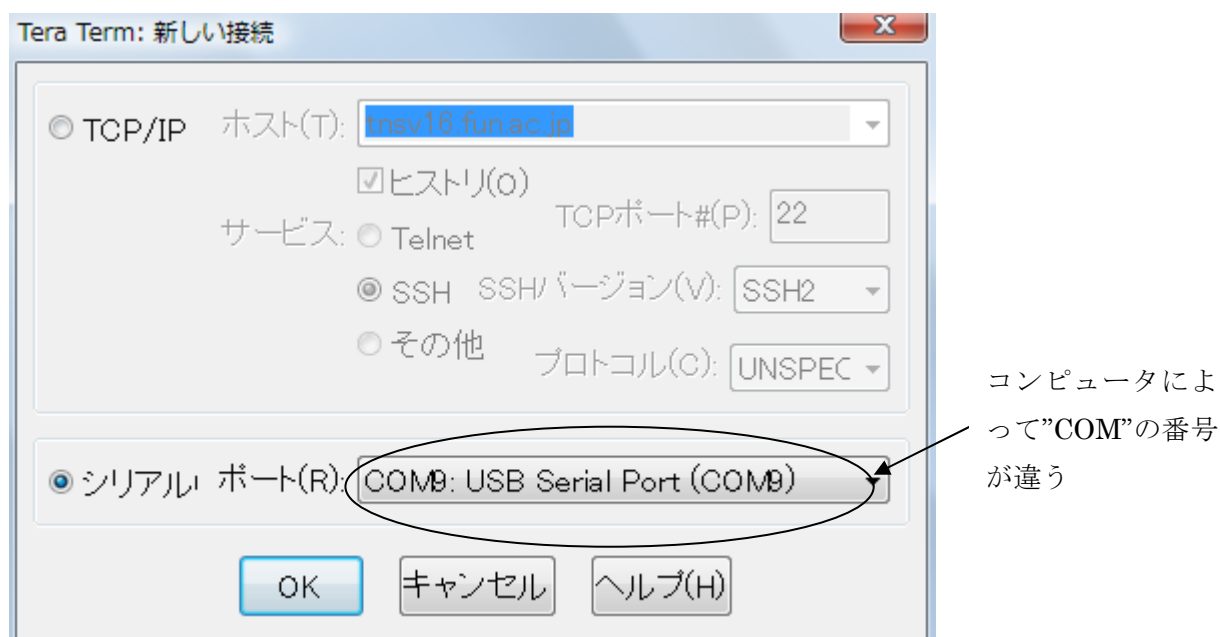 Tera Term: 新しい接続
TCP/IP ホスト(T): tnsv16.fun.ac.jp
ヒストリ(O)
サービス: Telnet TCPポート#(P): 22
SSH SSHバージョン(V): SSH2
その他 プロトコル(C): UNSPEC
シリアル ポート(R): COM9: USB Serial Port (COM9)
OK キャンセル ヘルプ(H)
コンピュータによ
って”COM”の番号
が違う